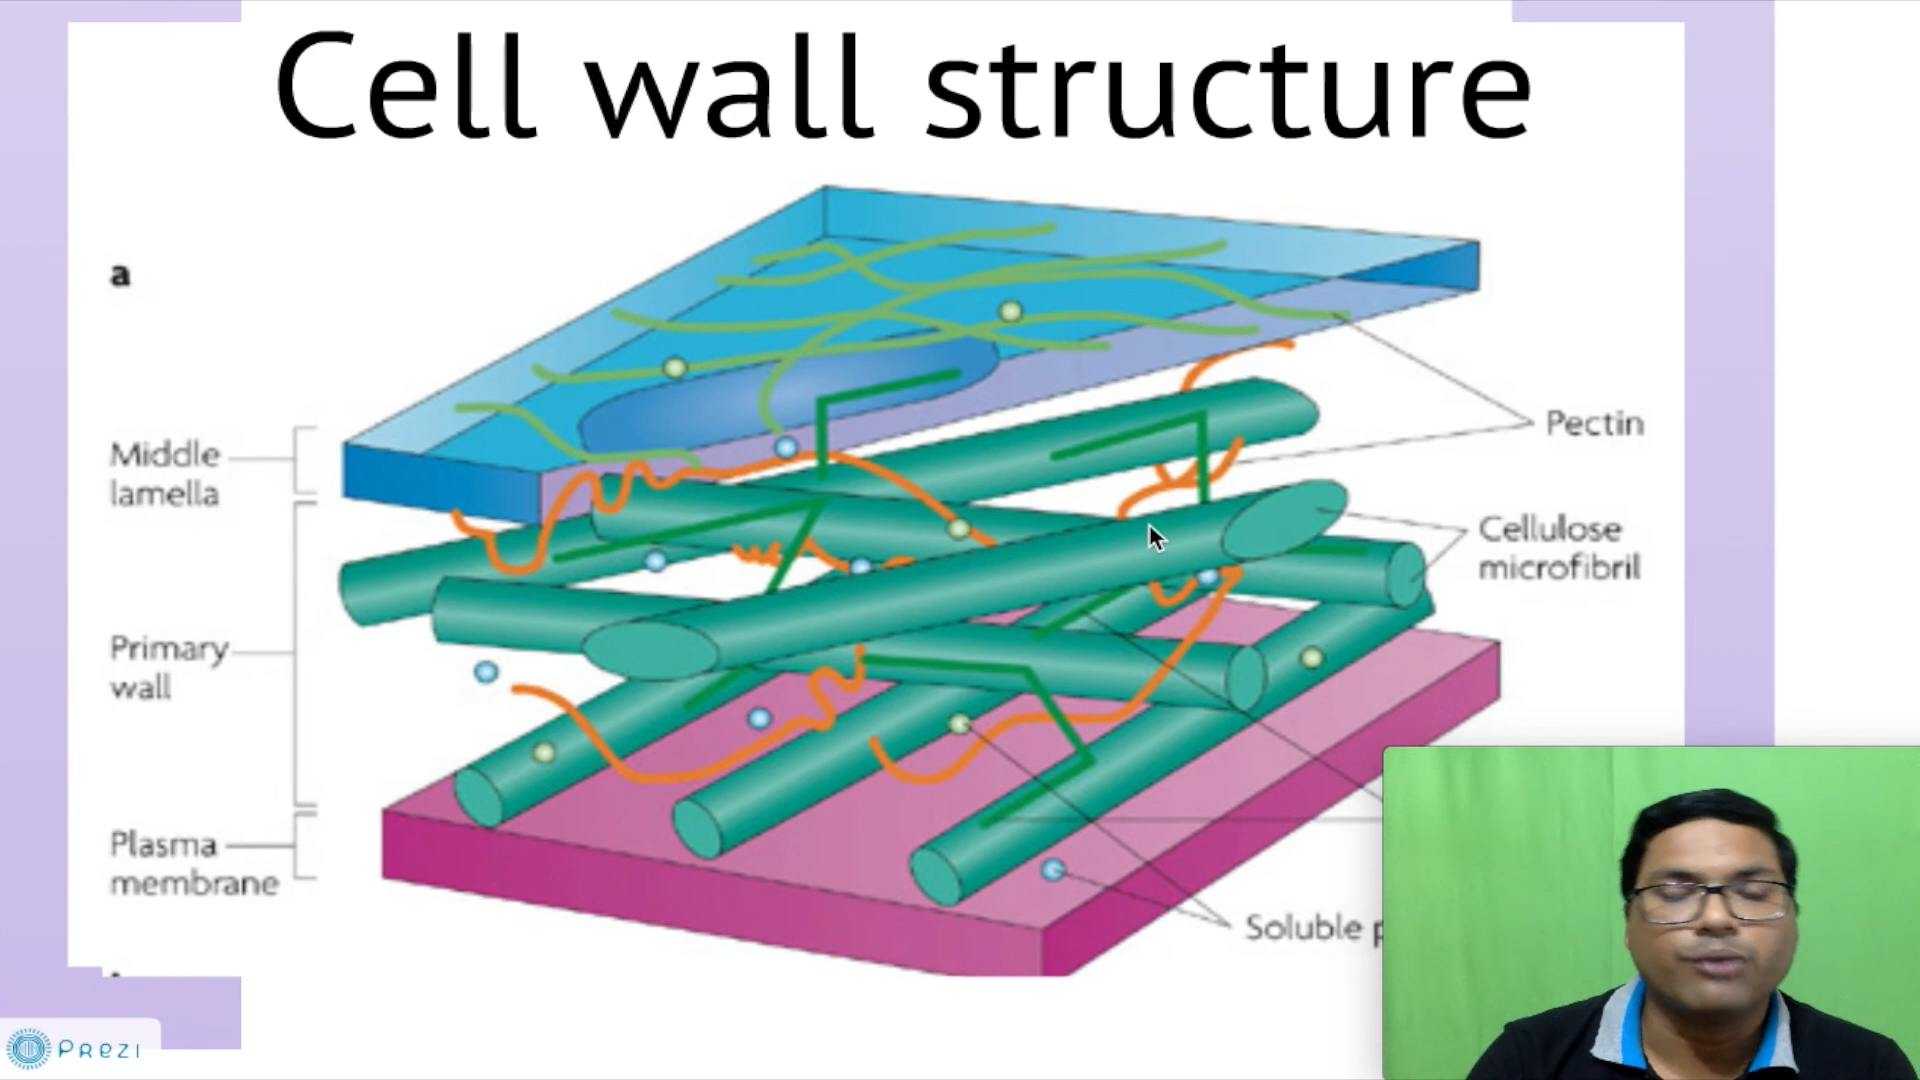 Cell wall structure
a
Middle
lamella
Primary
wall
Plasma
membrane
Pectin
Cellulose
microfibril
Soluble
Prezi